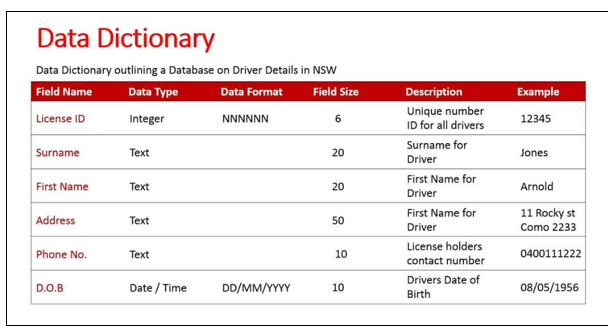 Data Dictionary
Data Dictionary outlining a Database on Driver Details in NSW
Field Name Data Type Data Format Field Size Description Example
License ID Integer NNNNNN 6 Unique number ID for all drivers 12345
Surname Text 20 Surname for Driver Jones
First Name Text 20 First Name for Driver Arnold
Address Text 50 First Name for Driver 11 Rocky st Como 2233
Phone No. Text 10 License holders contact number 0400111222
D.O.B Date / Time DD/MM/YYYY 10 Drivers Date of Birth 08/05/1956